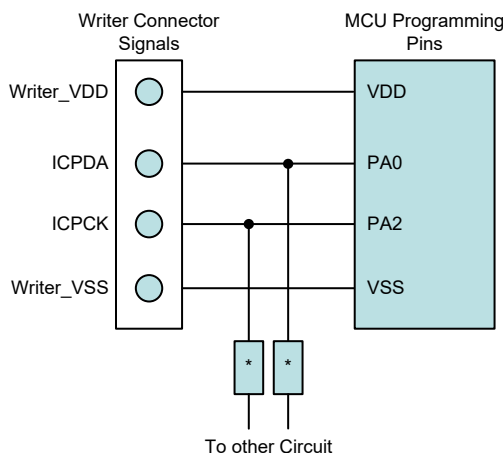 Writer Connector
Signals
MCU Programming
Pins
Writer_VDD
VDD
ICPDA
PA0
ICPCK
PA2
Writer_VSS
VSS
*
*
To other Circuit